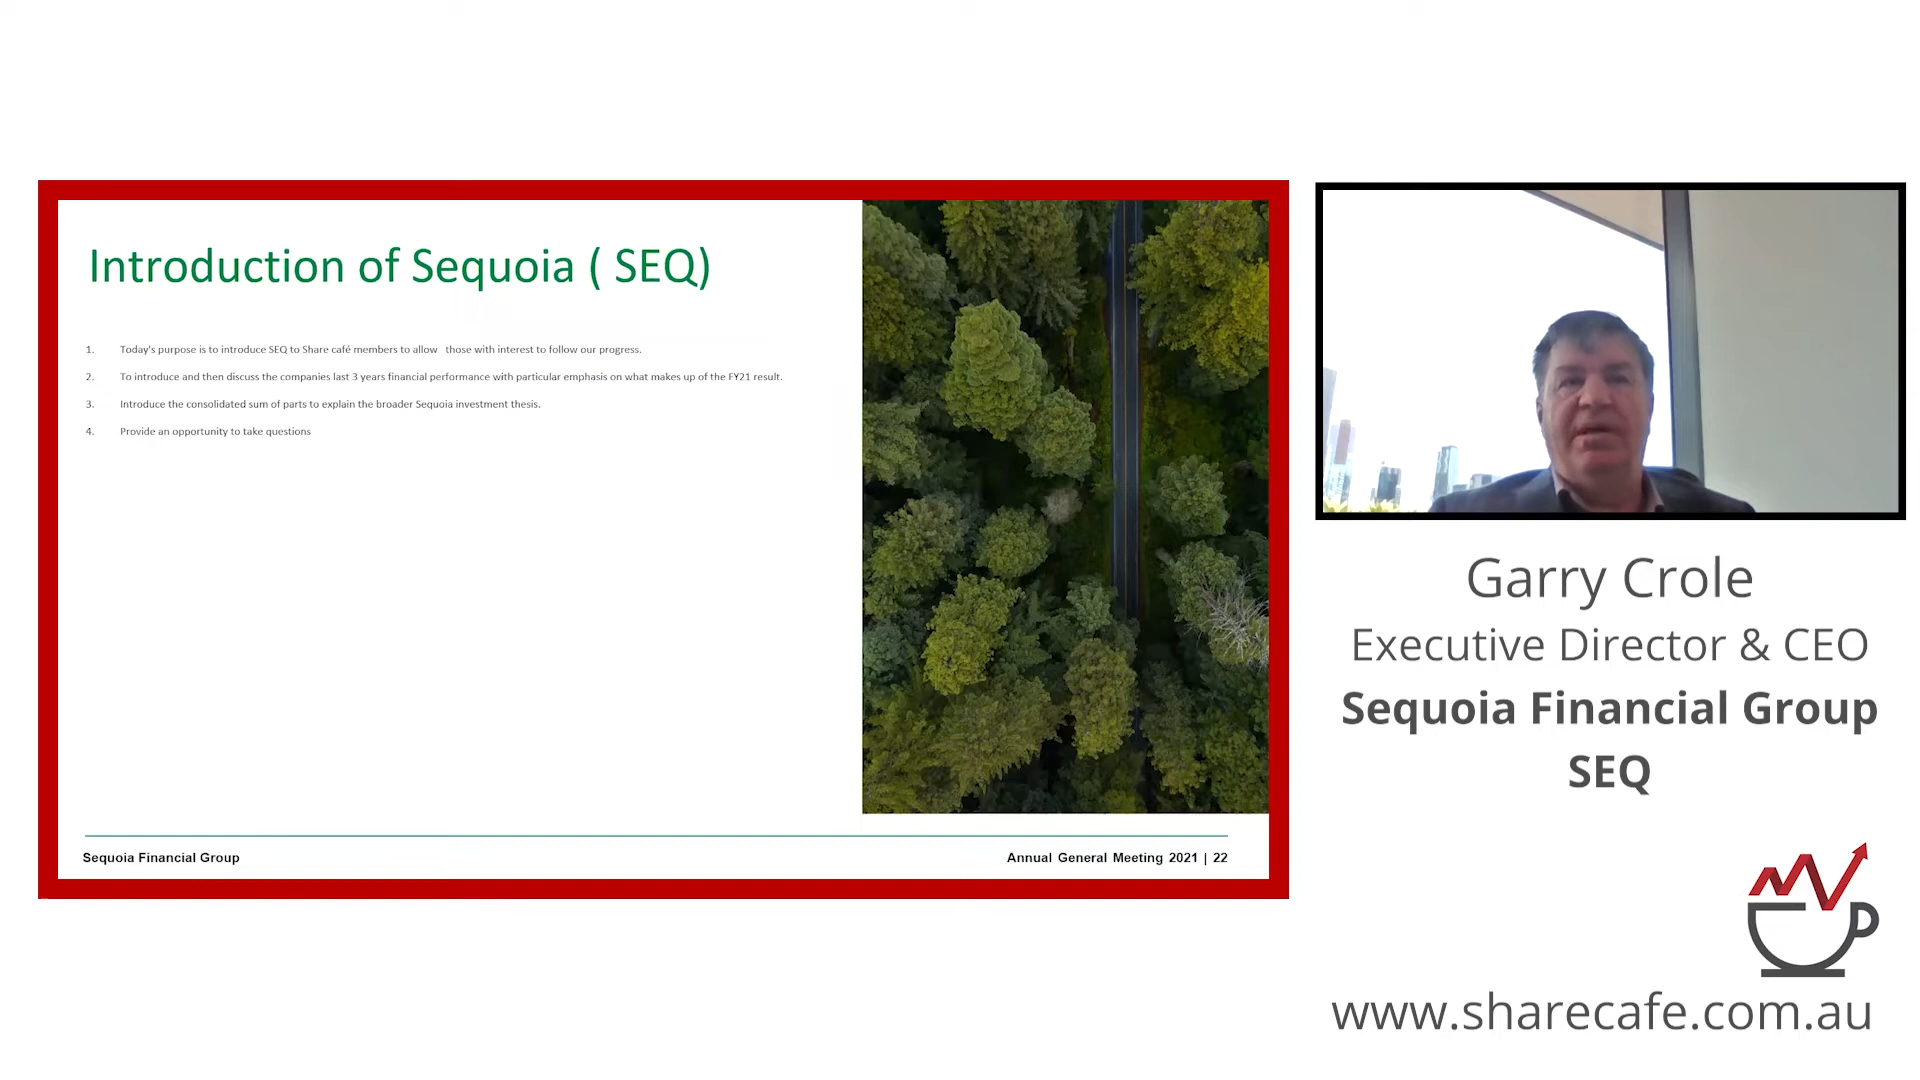 Introduction of Sequoia ( SEQ)
1. Today's purpose is to introduce SEQ to Share café members to allow those with interest to follow our progress.
2. To introduce and then discuss the companies last 3 years financial performance with particular emphasis on what makes up of the FY21 result.
3. Introduce the consolidated sum of parts to explain the broader Sequoia investment thesis.
4. Provide an opportunity to take questions
Sequoia Financial Group
Annual General Meeting 2021 | 22
Garry Crole
Executive Director & CEO
Sequoia Financial Group
SEQ
www.sharecafe.com.au